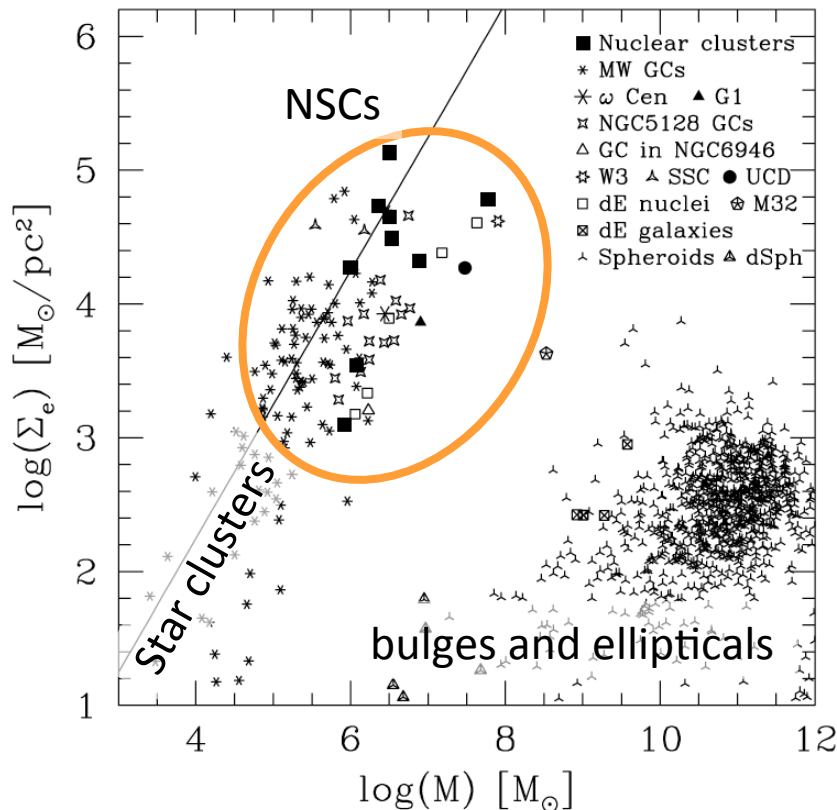 6
5
4
3
2
1
4
6
8
10
12
log(Σₑ) [M⊙/pc²]
log(M) [M⊙]
NSCs
Star clusters
bulges and ellipticals
Nuclear clusters
MW GCs
ω Cen G1
NGC5128 GCs
GC in NGC6946
W3 SSC UCD
dE nuclei M32
dE galaxies
Spheroids dSph